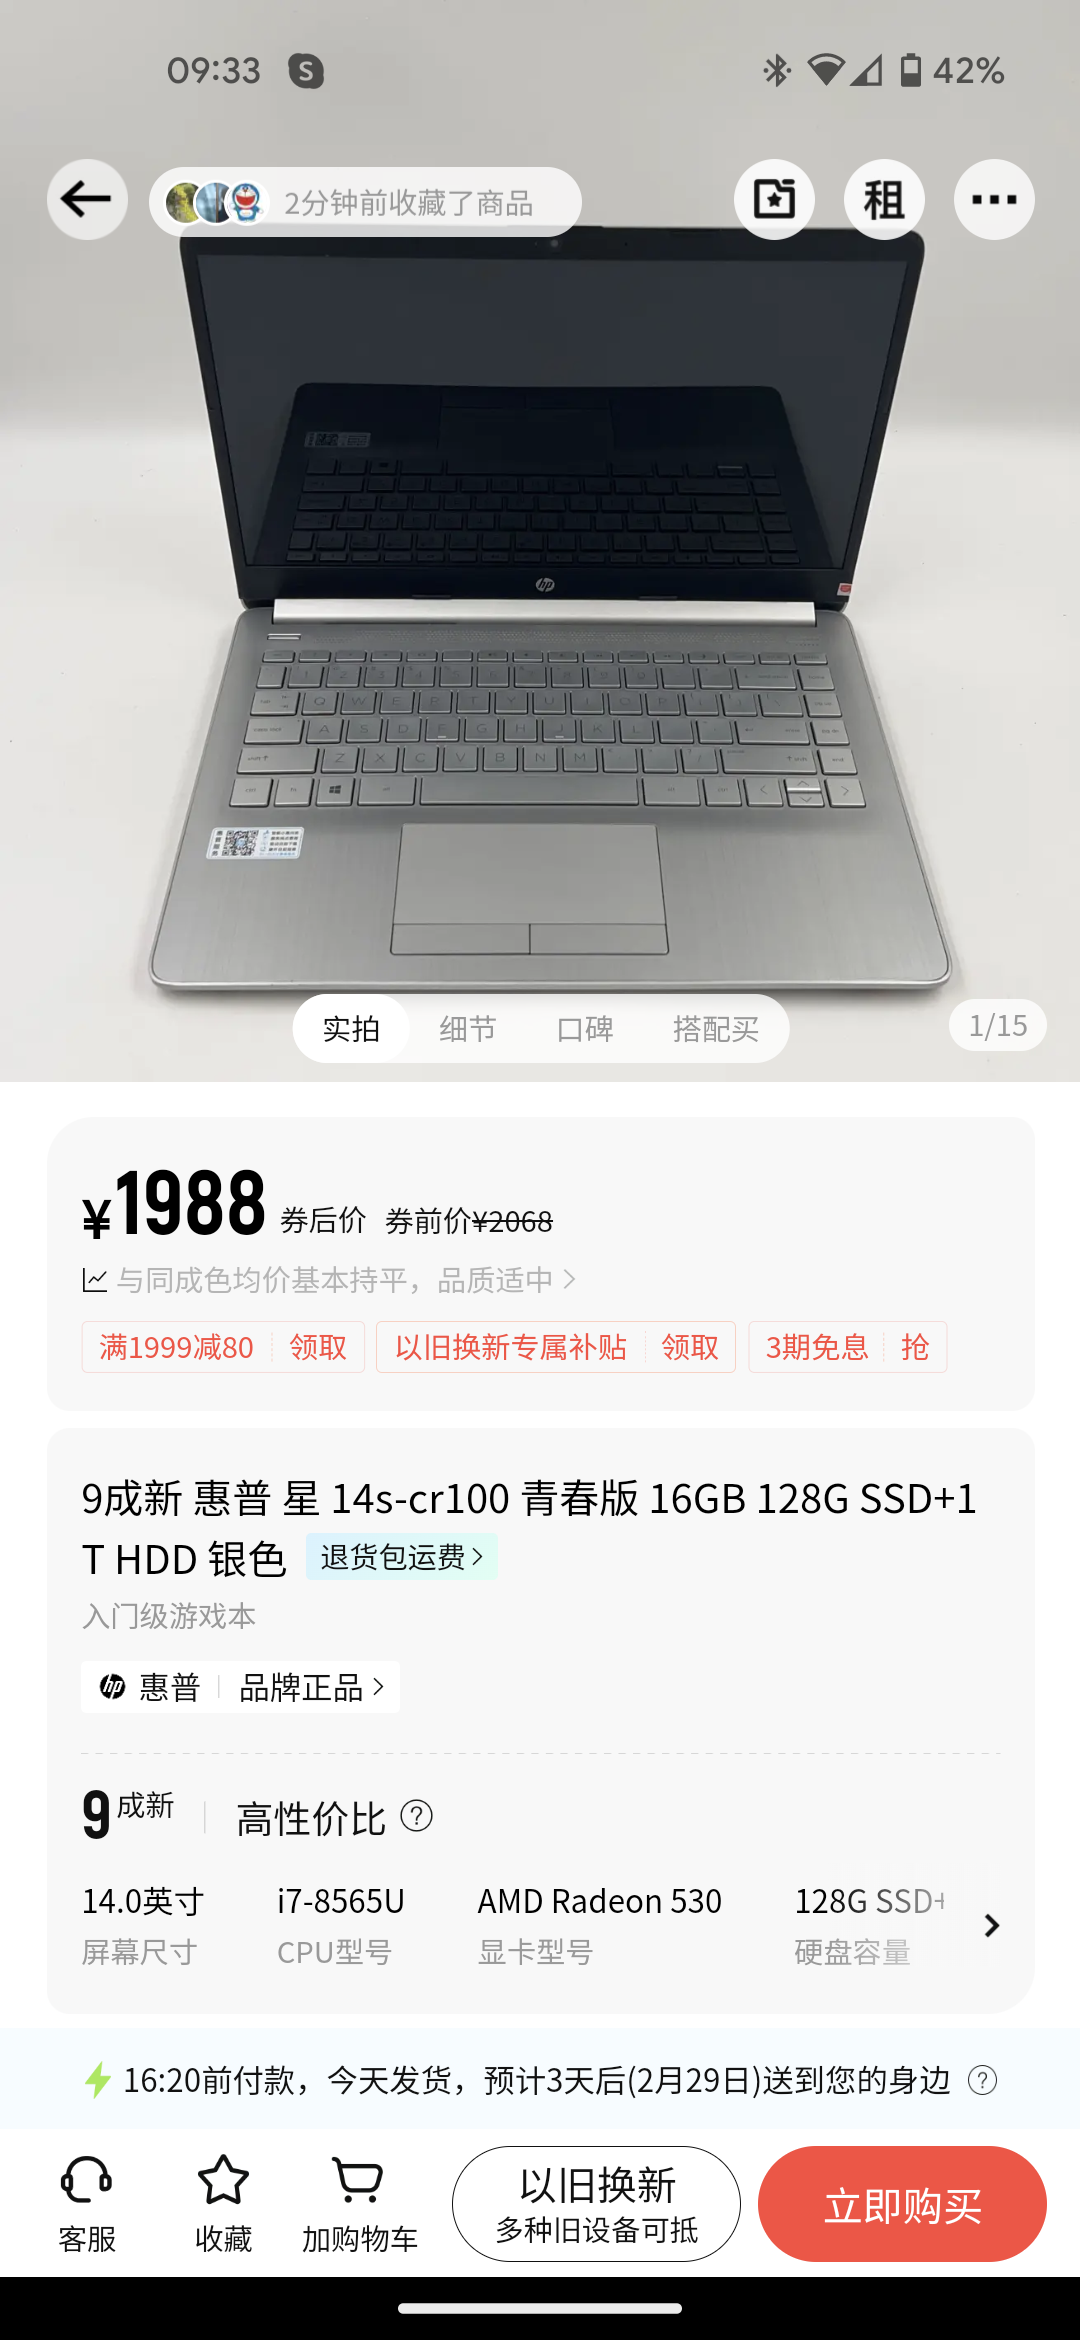 09:33
42%
2分钟前收藏了商品
租
hp
实拍 细节 口碑 搭配买
1/15
¥1988 券后价 券前价¥2068
与同成色均价基本持平，品质适中
满1999减80 领取 以旧换新专属补贴 领取 3期免息 抢
9成新 惠普 星 14s-cr100 青春版 16GB 128G SSD+1
T HDD 银色 退货包运费
入门级游戏本
hp 惠普 品牌正品
9成新 高性价比
14.0英寸 i7-8565U AMD Radeon 530 128G SSD+
屏幕尺寸 CPU型号 显卡型号 硬盘容量
16:20前付款，今天发货，预计3天后(2月29日)送到您的身边
以旧换新
多种旧设备可抵
立即购买
客服 收藏 加购物车